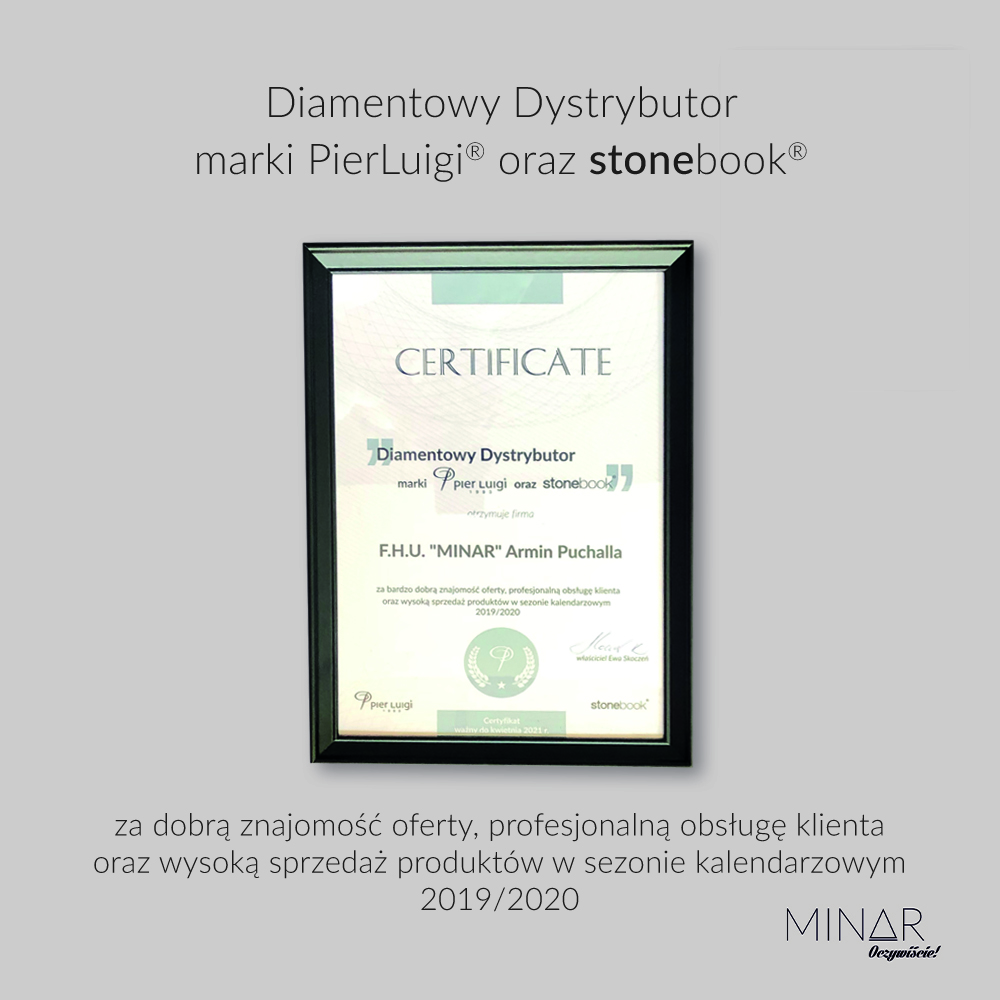 Diamentowy Dystrybutor
marki PierLuigi® oraz stonebook®
CERTIFICATE
Diamentowy Dystrybutor
marki Pier Luigi oraz stonebook
1992
otrzymuje firma
F.H.U. "MINAR" Armin Puchalla
za bardzo dobrą znajomość oferty, profesjonalną obsługę klienta
oraz wysoką sprzedaż produktów w sezonie kalendarzowym
2019/2020
właściciel Ewa Skoczeń
Pier Luigi
stonebook®
Certyfikat
ważny do kwietnia 2021 r.
za dobrą znajomość oferty, profesjonalną obsługę klienta
oraz wysoką sprzedaż produktów w sezonie kalendarzowym
2019/2020
MINAR
Oczywiście!